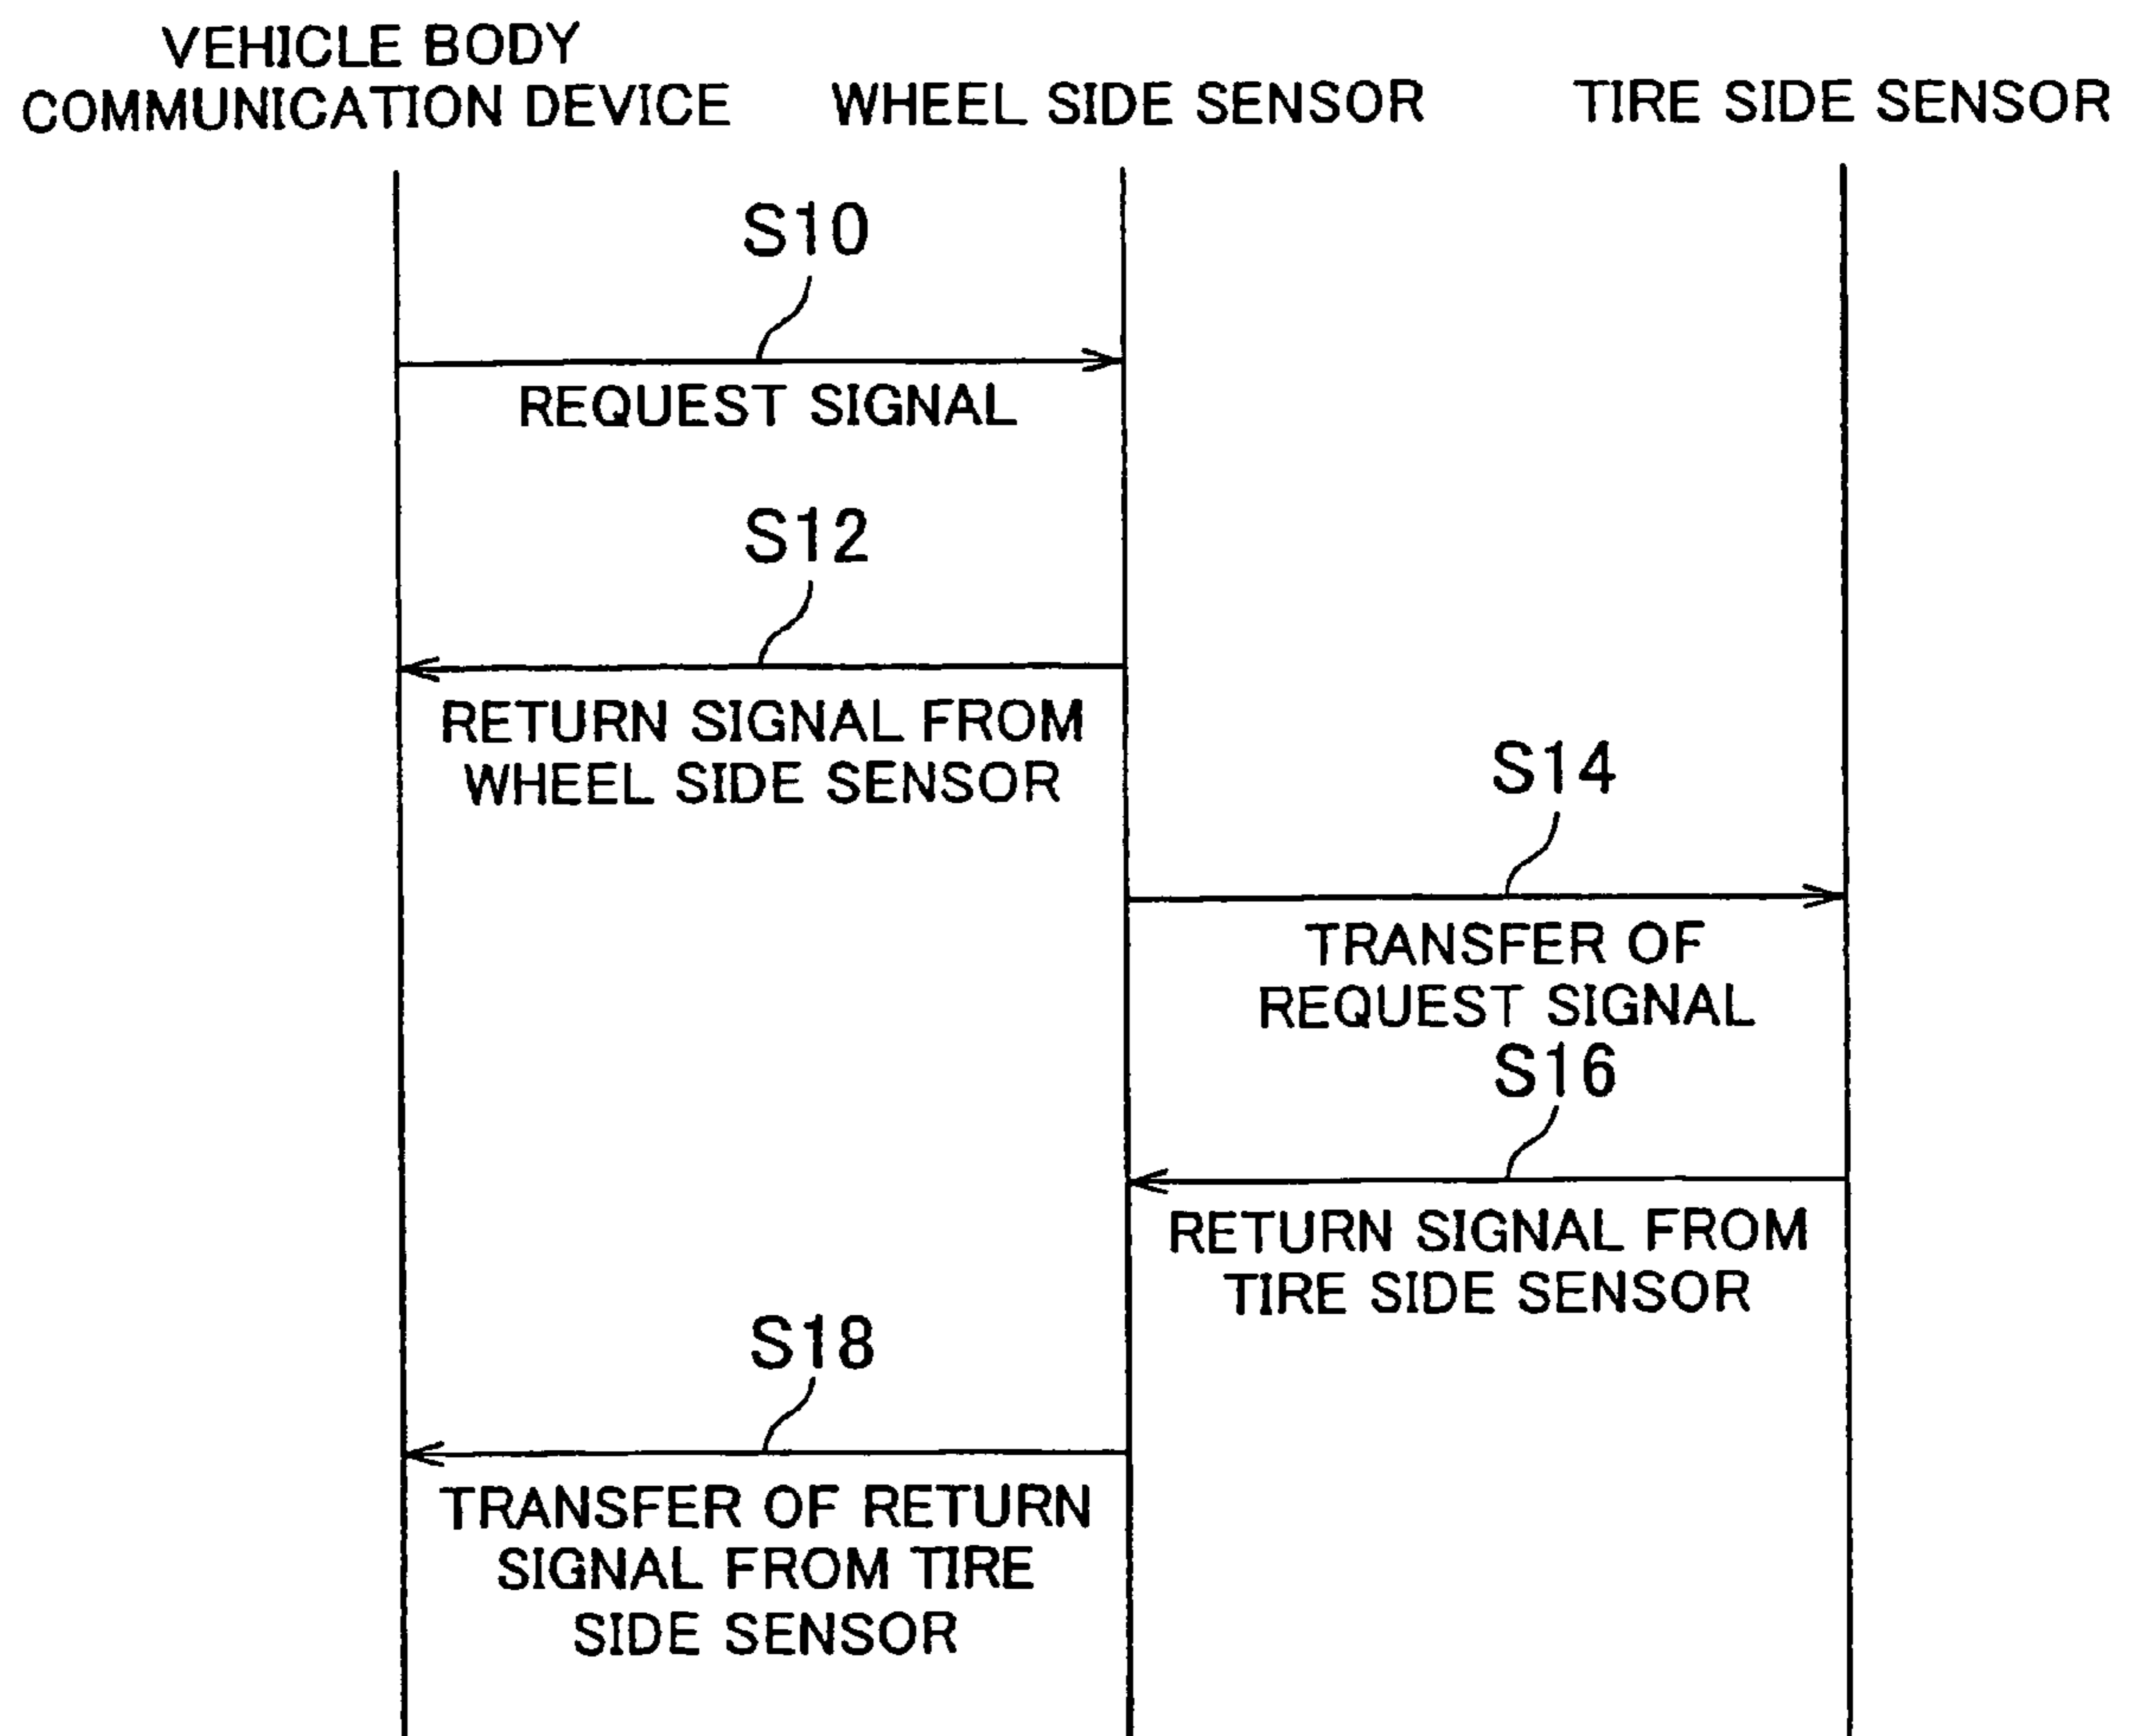 VEHICLE BODY
COMMUNICATION DEVICE
WHEEL SIDE SENSOR
TIRE SIDE SENSOR
S10
REQUEST SIGNAL
S12
RETURN SIGNAL FROM
WHEEL SIDE SENSOR
S14
TRANSFER OF
REQUEST SIGNAL
S16
RETURN SIGNAL FROM
TIRE SIDE SENSOR
S18
TRANSFER OF RETURN
SIGNAL FROM TIRE
SIDE SENSOR